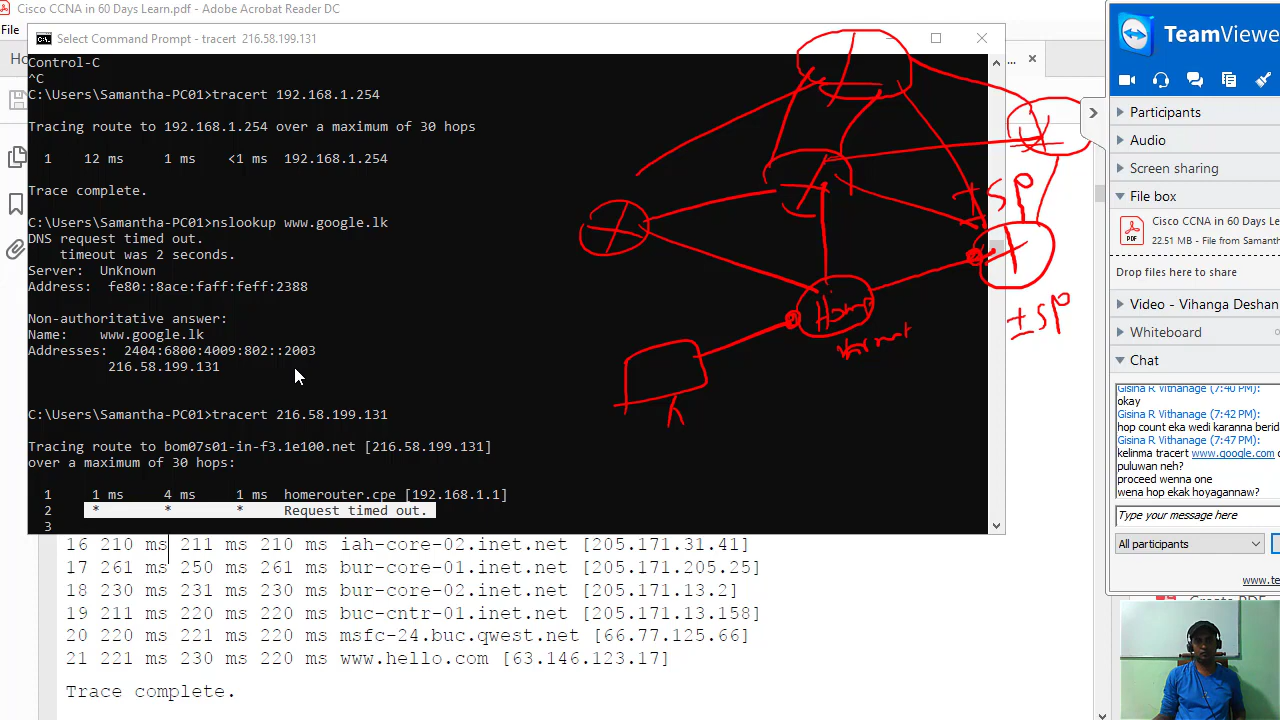 Cisco CCNA in 60 Days Learn.pdf - Adobe Acrobat Reader DC
File
Select Command Prompt - tracert 216.58.199.131
Control-C
^C
C:\Users\Samantha-PC01>tracert 192.168.1.254
Tracing route to 192.168.1.254 over a maximum of 30 hops
1 12 ms 1 ms <1 ms 192.168.1.254
Trace complete.
C:\Users\Samantha-PC01>nslookup www.google.lk
DNS request timed out.
timeout was 2 seconds.
Server: UnKnown
Address: fe80::8ace:faff:feff:2388
Non-authoritative answer:
Name: www.google.lk
Addresses: 2404:6800:4009:802::2003
216.58.199.131
C:\Users\Samantha-PC01>tracert 216.58.199.131
Tracing route to bom07s01-in-f3.1e100.net [216.58.199.131]
over a maximum of 30 hops:
1 1 ms 4 ms 1 ms homerouter.cpe [192.168.1.1]
2 * * * Request timed out.
3
16 210 ms 211 ms 210 ms iah-core-02.inet.net [205.171.31.41]
17 261 ms 250 ms 261 ms bur-core-01.inet.net [205.171.205.25]
18 230 ms 231 ms 230 ms bur-core-02.inet.net [205.171.13.2]
19 211 ms 220 ms 220 ms buc-cntr-01.inet.net [205.171.13.158]
20 220 ms 221 ms 220 ms msfc-24.buc.qwest.net [66.77.125.66]
21 221 ms 230 ms 220 ms www.hello.com [63.146.123.17]
Trace complete.
ISP
ISP
Home
TeamViewe
Participants
Audio
Screen sharing
File box
Cisco CCNA in 60 Days Lea
22.51 MB - File from Samantha
Drop files here to share
Video - Vihanga Deshan
Whiteboard
Chat
Gisina R Vithanage (7:40 PM):
okay
Gisina R Vithanage (7:42 PM):
hop count eka wedi karanna berida
Gisina R Vithanage (7:47 PM):
kelinma tracert www.google.com d
puluwan neh?
proceed wenna one
wena hop ekak hoyagannaw?
Type your message here
All participants
www.te